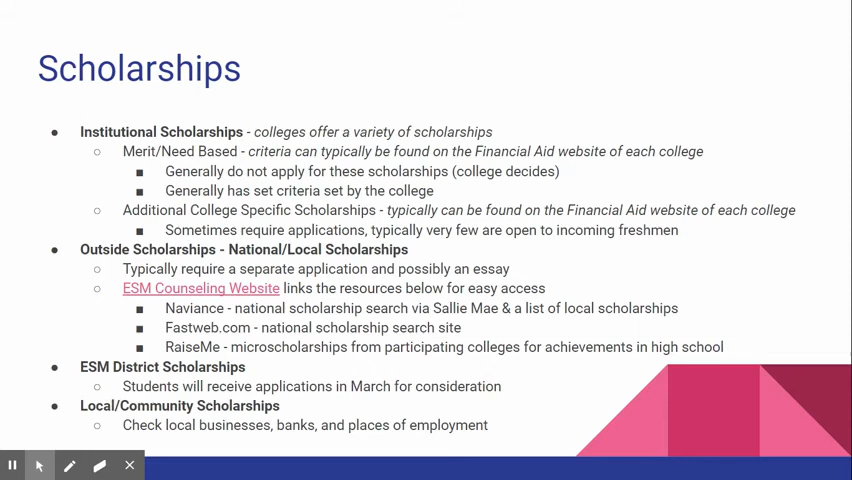 Scholarships
● Institutional Scholarships - colleges offer a variety of scholarships
○ Merit/Need Based - criteria can typically be found on the Financial Aid website of each college
■ Generally do not apply for these scholarships (college decides)
■ Generally has set criteria set by the college
○ Additional College Specific Scholarships - typically can be found on the Financial Aid website of each college
■ Sometimes require applications, typically very few are open to incoming freshmen
● Outside Scholarships - National/Local Scholarships
○ Typically require a separate application and possibly an essay
○ ESM Counseling Website links the resources below for easy access
■ Naviance - national scholarship search via Sallie Mae & a list of local scholarships
■ Fastweb.com - national scholarship search site
■ RaiseMe - microscholarships from participating colleges for achievements in high school
● ESM District Scholarships
○ Students will receive applications in March for consideration
● Local/Community Scholarships
○ Check local businesses, banks, and places of employment